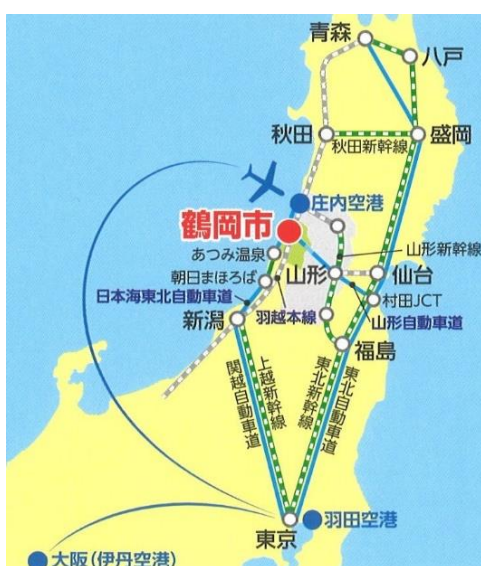 青森
八戸
秋田
秋田新幹線
盛岡
庄内空港
鶴岡市
あつみ温泉
山形新幹線
朝日まほろば
山形
仙台
日本海東北自動車道
村田JCT
新潟
羽越本線
山形自動車道
福島
上越新幹線
関越自動車道
東北自動車道
東北新幹線
東京
羽田空港
大阪(伊丹空港)